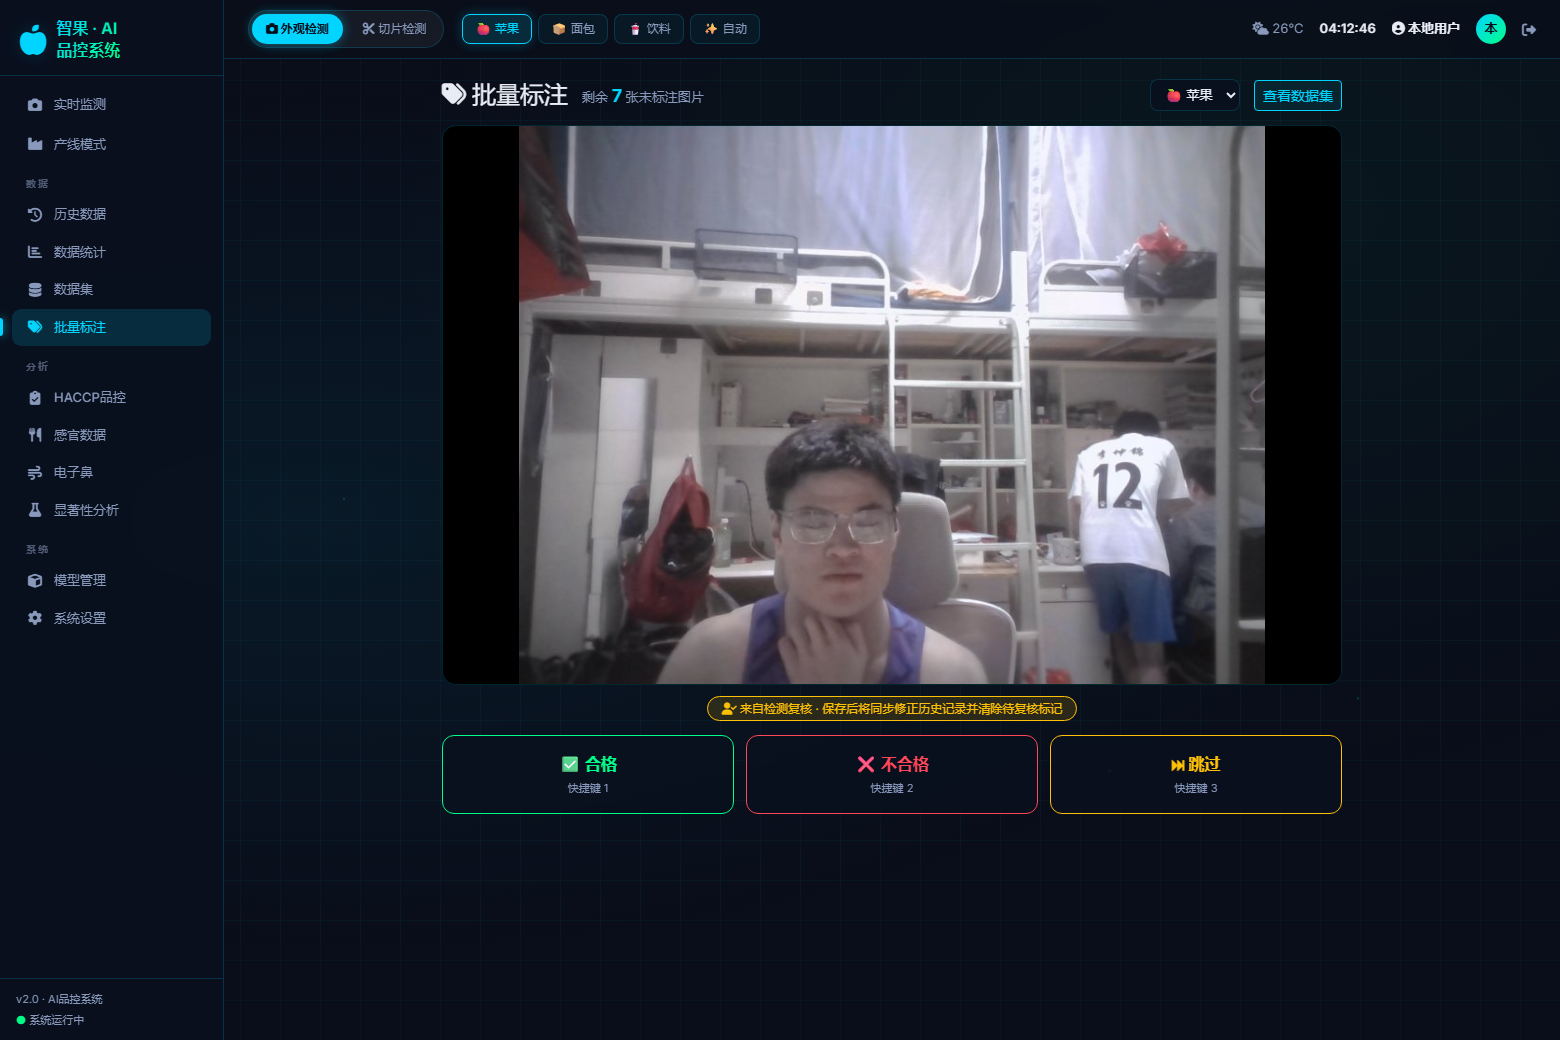 智果 · AI
品控系统
外观检测
切片检测
苹果
面包
饮料
自动
26°C
04:12:46
本地用户
本
实时监测
产线模式
数据
历史数据
数据统计
数据集
批量标注
分析
HACCP品控
感官数据
电子鼻
显著性分析
系统
模型管理
系统设置
v2.0 · AI品控系统
系统运行中
批量标注
剩余 7 张未标注图片
苹果
查看数据集
12
来自检测复核 · 保存后将同步修正历史记录并清除待复核标记
合格
快捷键 1
不合格
快捷键 2
跳过
快捷键 3